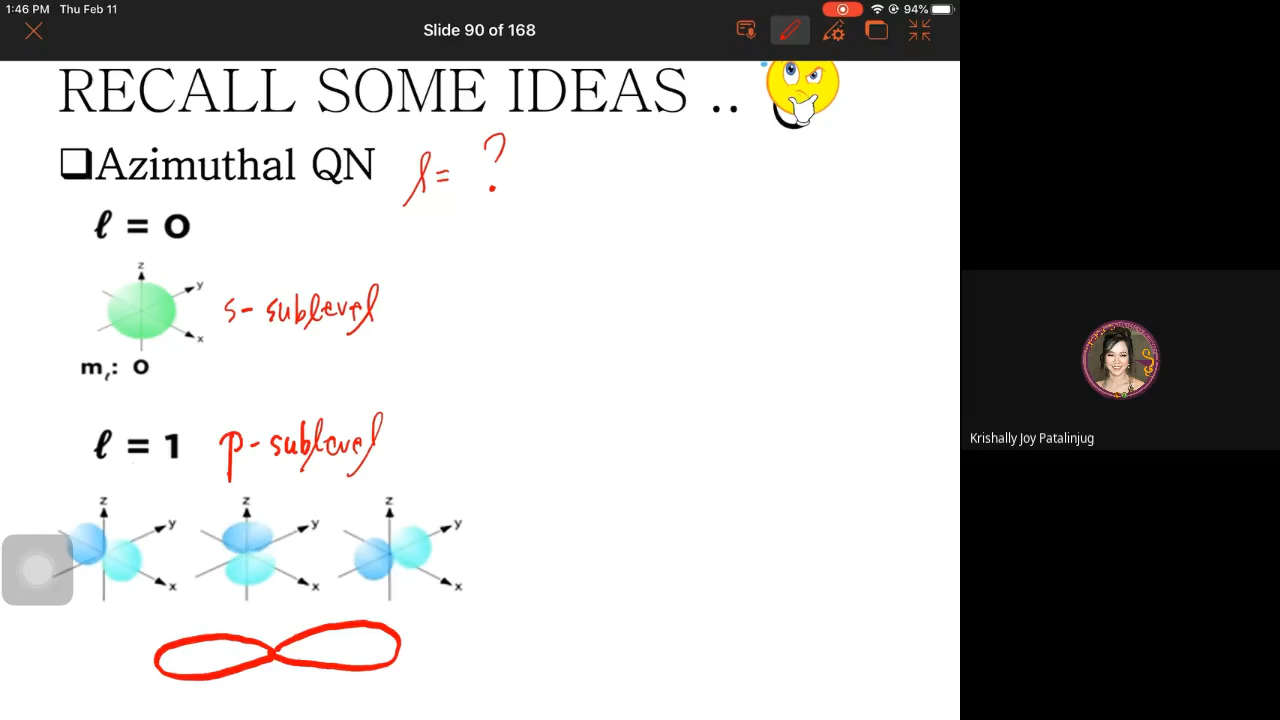 1:46 PM Thu Feb 11
94%
Slide 90 of 168
RECALL SOME IDEAS ..
❑Azimuthal QN ℓ = ?
ℓ = 0
z
y
s - sublevel
x
mℓ: 0
ℓ = 1 p - sublevel
z z z
y y y
x x x
Krishally Joy Patalinjug